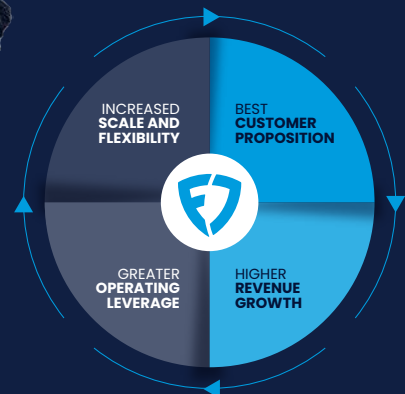 INCREASED
SCALE AND
FLEXIBILITY
BEST
CUSTOMER
PROPOSITION
GREATER
OPERATING
LEVERAGE
HIGHER
REVENUE
GROWTH